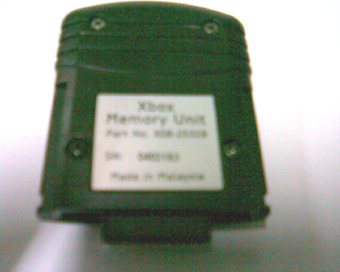 Xbox
Memory Unit
Part No.
SN:
Made in Malaysia